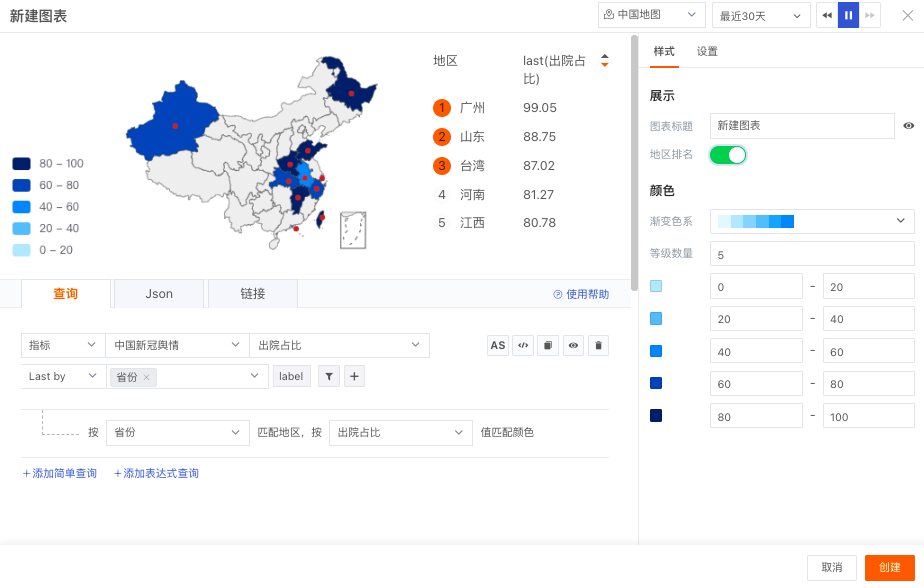 新建图表
中国地图
最近30天
地区
last(出院占
比)
1 广州 99.05
2 山东 88.75
3 台湾 87.02
4 河南 81.27
5 江西 80.78
80 – 100
60 – 80
40 – 60
20 – 40
0 – 20
查询
Json
链接
使用帮助
指标
中国新冠舆情
出院占比
AS
Last by
省份
label
按
省份
匹配地区，按
出院占比
值匹配颜色
+添加简单查询
+添加表达式查询
样式
设置
展示
图表标题
新建图表
地区排名
颜色
渐变色系
等级数量
5
0 - 20
20 - 40
40 - 60
60 - 80
80 - 100
取消
创建